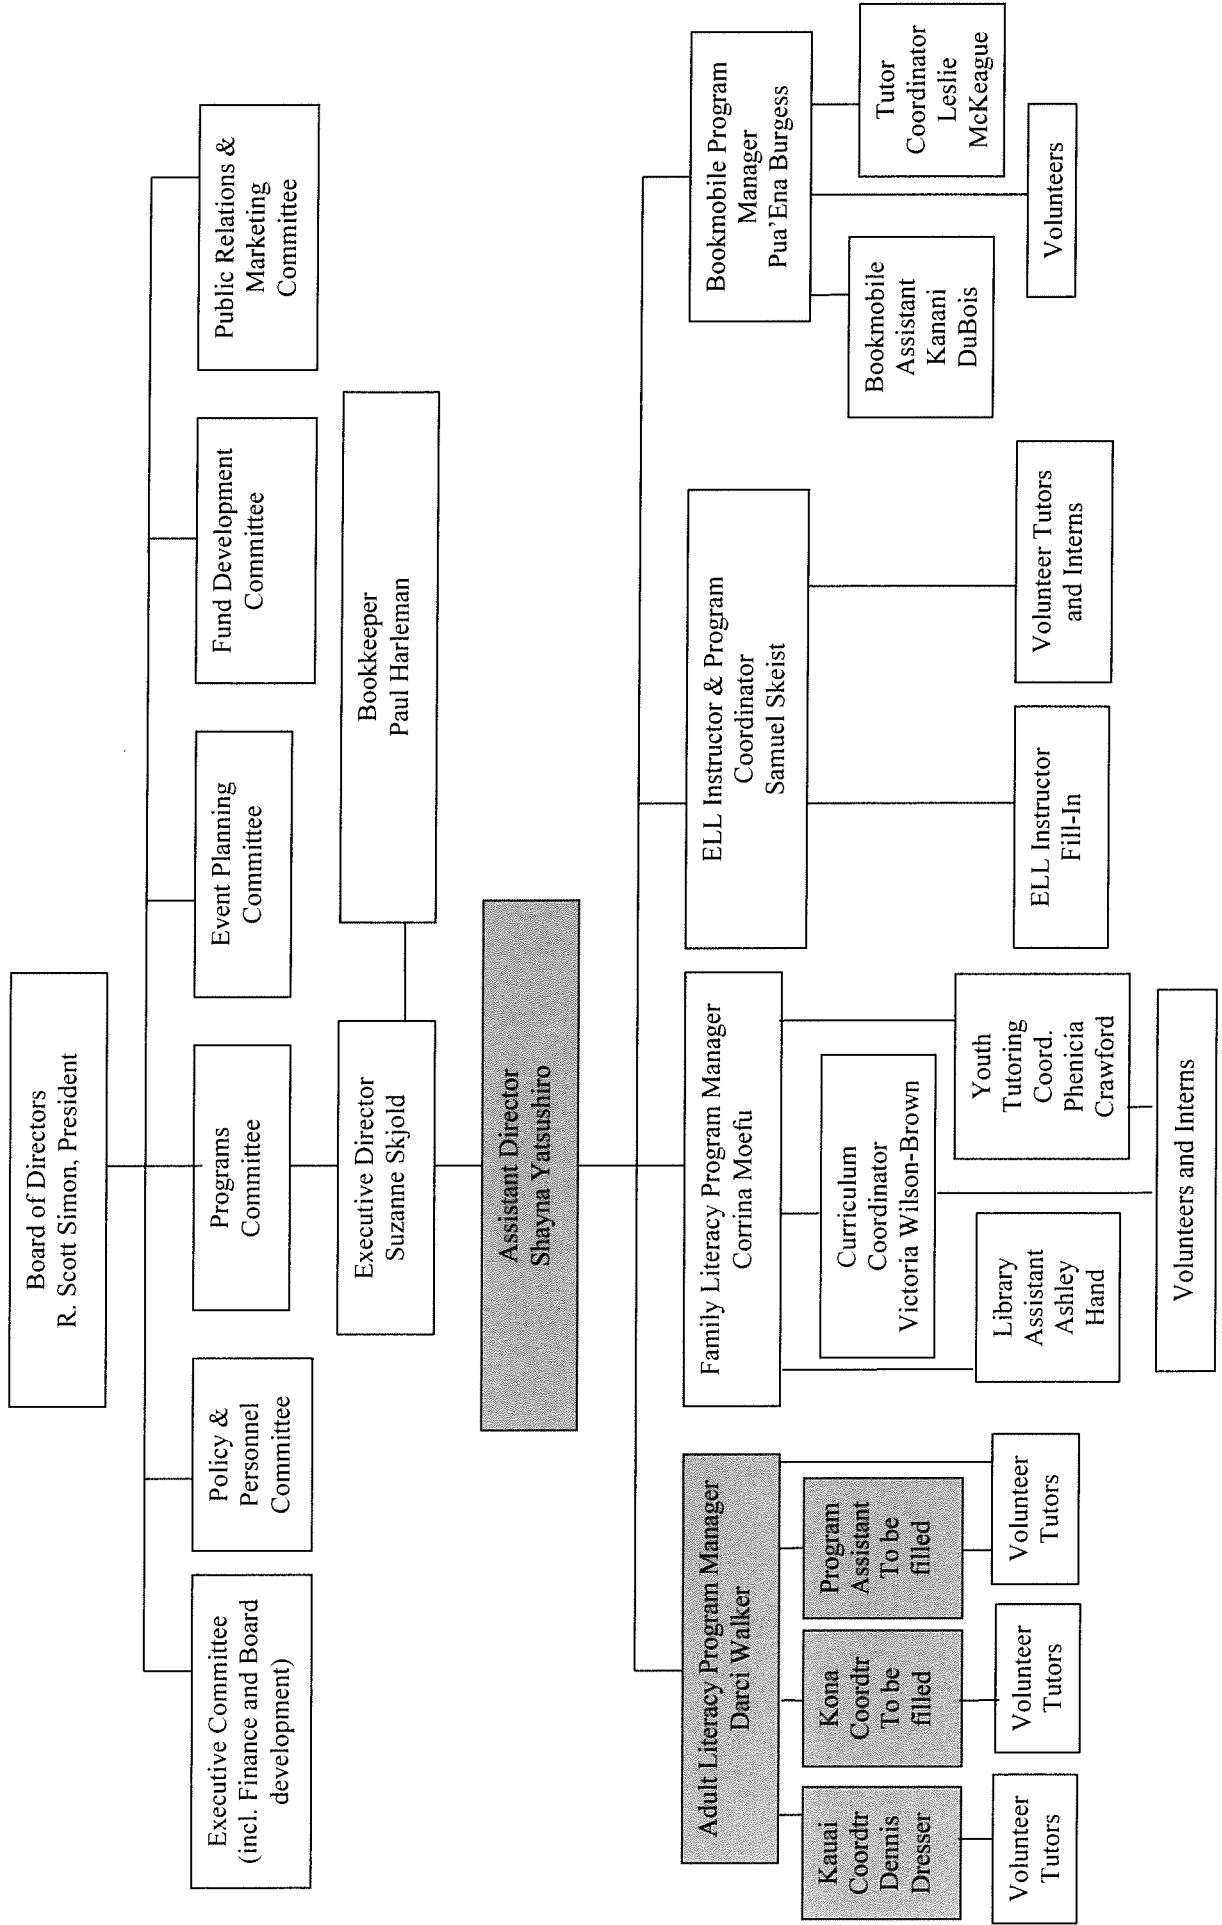 Board of Directors
R. Scott Simon, President
Executive Committee
(incl. Finance and Board
development)
Policy &
Personnel
Committee
Programs
Committee
Event Planning
Committee
Fund Development
Committee
Public Relations &
Marketing
Committee
Executive Director
Suzanne Skjold
Bookkeeper
Paul Harleman
Assistant Director
Shayna Yatsushiro
Adult Literacy Program Manager
Darci Walker
Family Literacy Program Manager
Corrina Moefu
ELL Instructor & Program
Coordinator
Samuel Skeist
Bookmobile Program
Manager
Pua'Ena Burgess
Kauai
Coordtr
Dennis
Dresser
Kona
Coordtr
To be
filled
Program
Assistant
To be
filled
Volunteer
Tutors
Volunteer
Tutors
Volunteer
Tutors
Curriculum
Coordinator
Victoria Wilson-Brown
Library
Assistant
Ashley
Hand
Youth
Tutoring
Coord.
Phenicia
Crawford
Volunteers and Interns
ELL Instructor
Fill-In
Volunteer Tutors
and Interns
Bookmobile
Assistant
Kanani
DuBois
Tutor
Coordinator
Leslie
McKeague
Volunteers